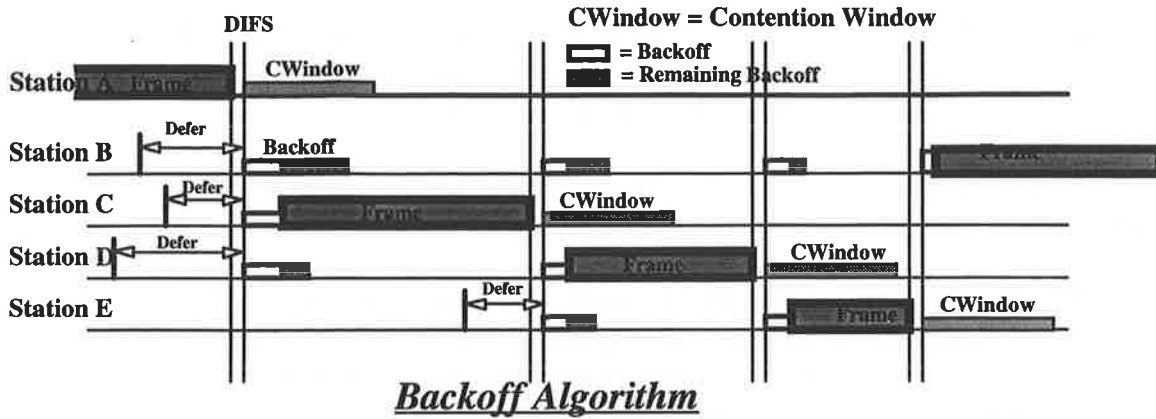 CWindow = Contention Window
DIFS
= Backoff
= Remaining Backoff
CWindow
Station A Frame
Defer
Station B
Backoff
Defer
Station C
Frame
CWindow
Defer
Station D
Frame
CWindow
Defer
Station E
Frame
CWindow
Backoff Algorithm